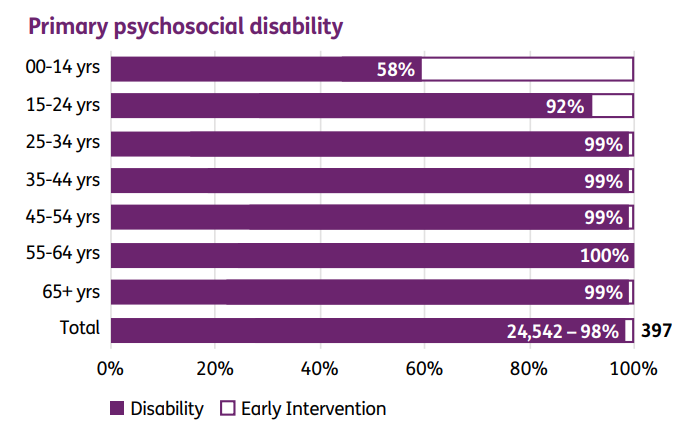 Primary psychosocial disability
00-14 yrs 58%
15-24 yrs 92%
25-34 yrs 99%
35-44 yrs 99%
45-54 yrs 99%
55-64 yrs 100%
65+ yrs 99%
Total 24,542 – 98% 397
0% 20% 40% 60% 80% 100%
Disability Early Intervention